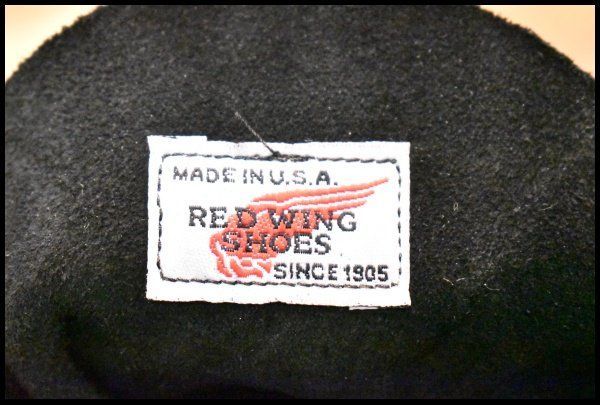 MADE IN U.S.A.
RED WING
SHOES
SINCE 1905